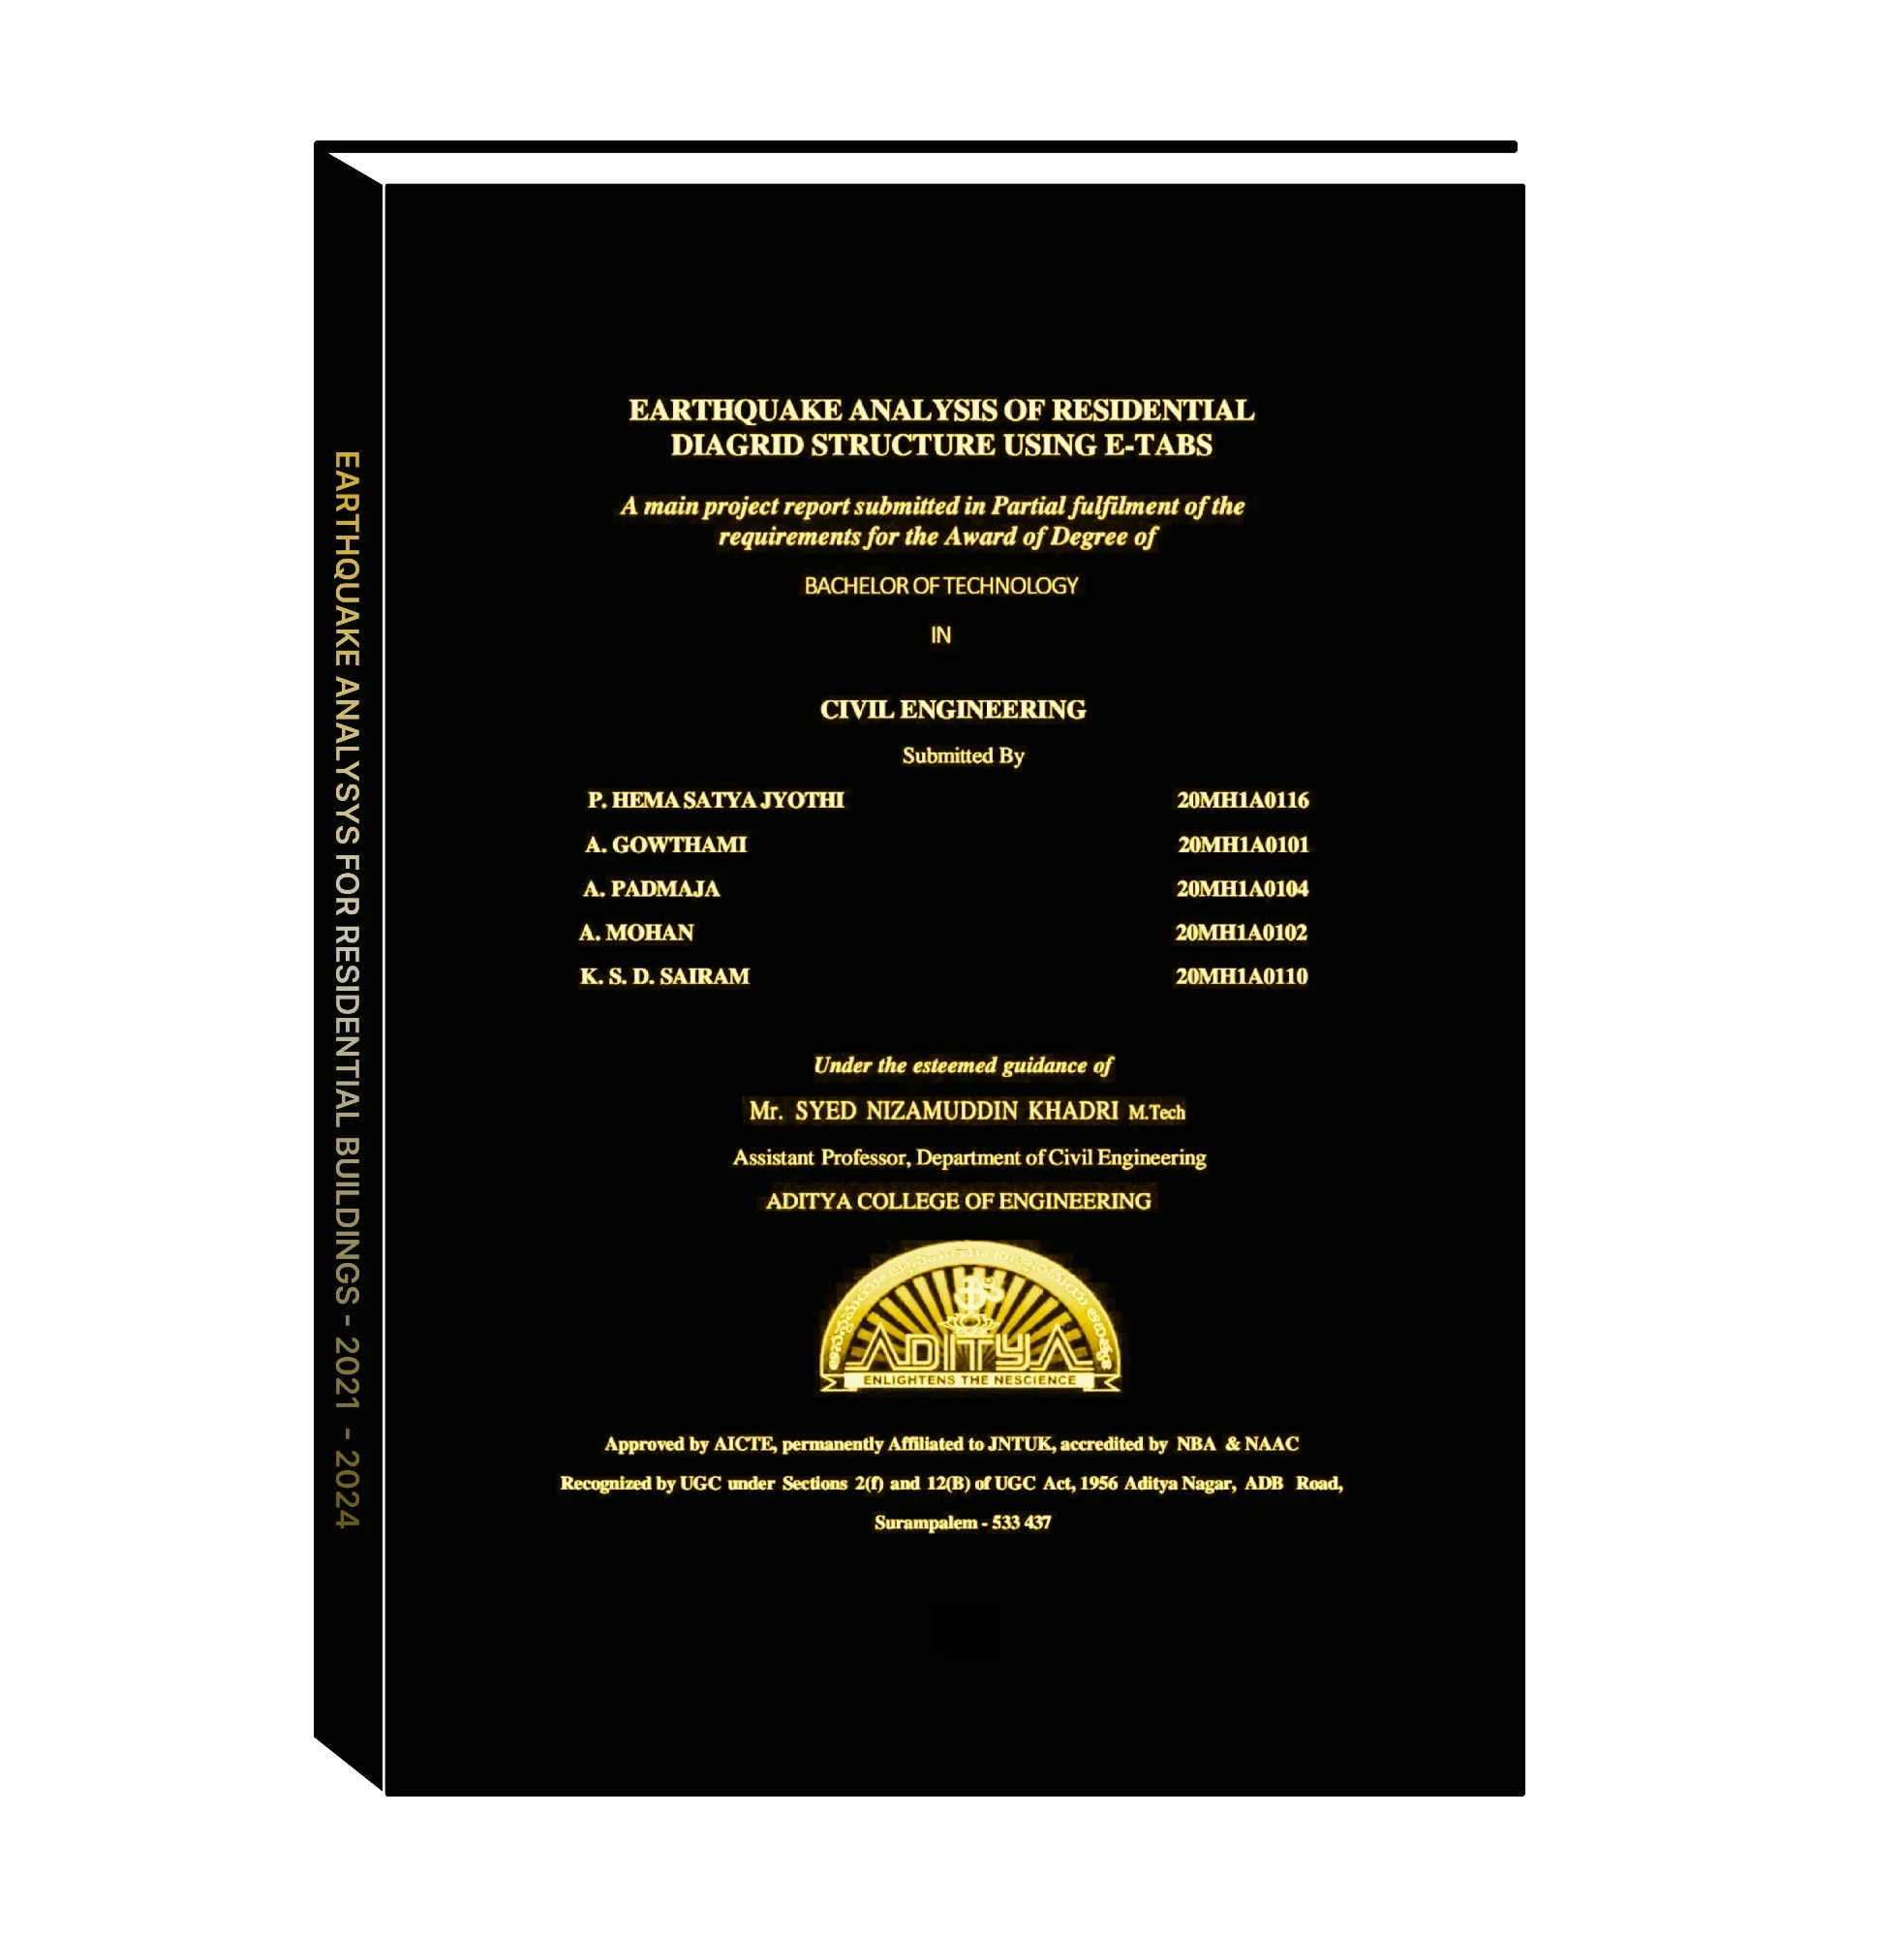 EARTHQUAKE ANALYSYS FOR RESIDENTIAL BUILDINGS - 2021 - 2024
EARTHQUAKE ANALYSIS OF RESIDENTIAL
DIAGRID STRUCTURE USING E-TABS
A main project report submitted in Partial fulfilment of the
requirements for the Award of Degree of
BACHELOR OF TECHNOLOGY
IN
CIVIL ENGINEERING
Submitted By
P. HEMA SATYA JYOTHI 20MH1A0116
A. GOWTHAMI 20MH1A0101
A. PADMAJA 20MH1A0104
A. MOHAN 20MH1A0102
K. S. D. SAIRAM 20MH1A0110
Under the esteemed guidance of
Mr. SYED NIZAMUDDIN KHADRI M.Tech
Assistant Professor, Department of Civil Engineering
ADITYA COLLEGE OF ENGINEERING
ADITYA
ENLIGHTENS THE NESCIENCE
Approved by AICTE, permanently Affiliated to JNTUK, accredited by NBA & NAAC
Recognized by UGC under Sections 2(f) and 12(B) of UGC Act, 1956 Aditya Nagar, ADB Road,
Surampalem - 533 437